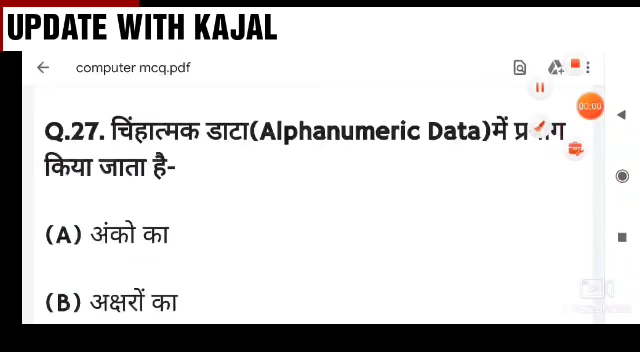 UPDATE WITH KAJAL
computer mcq.pdf
00:00
Q.27. चिंहात्मक डाटा(Alphanumeric Data)में
किया जाता है-
(A) अंको का
(B) अक्षरों का